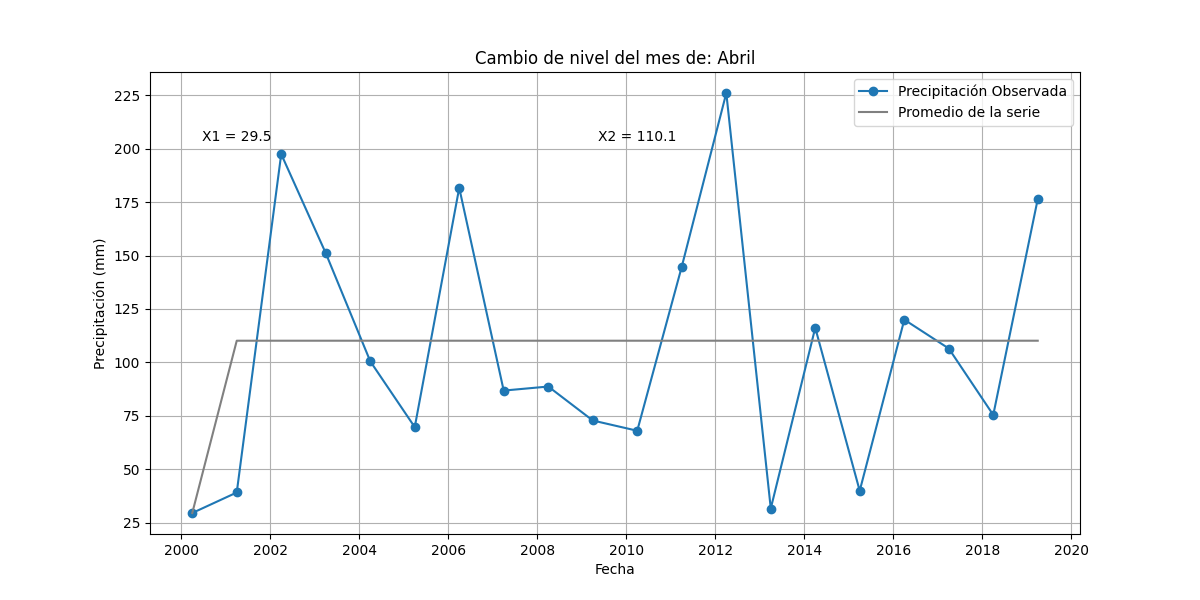 Cambio de nivel del mes de: Abril
Precipitación Observada
Promedio de la serie
X1 = 29.5
X2 = 110.1
Precipitación (mm)
225
200
175
150
125
100
75
50
25
2000 2002 2004 2006 2008 2010 2012 2014 2016 2018 2020
Fecha